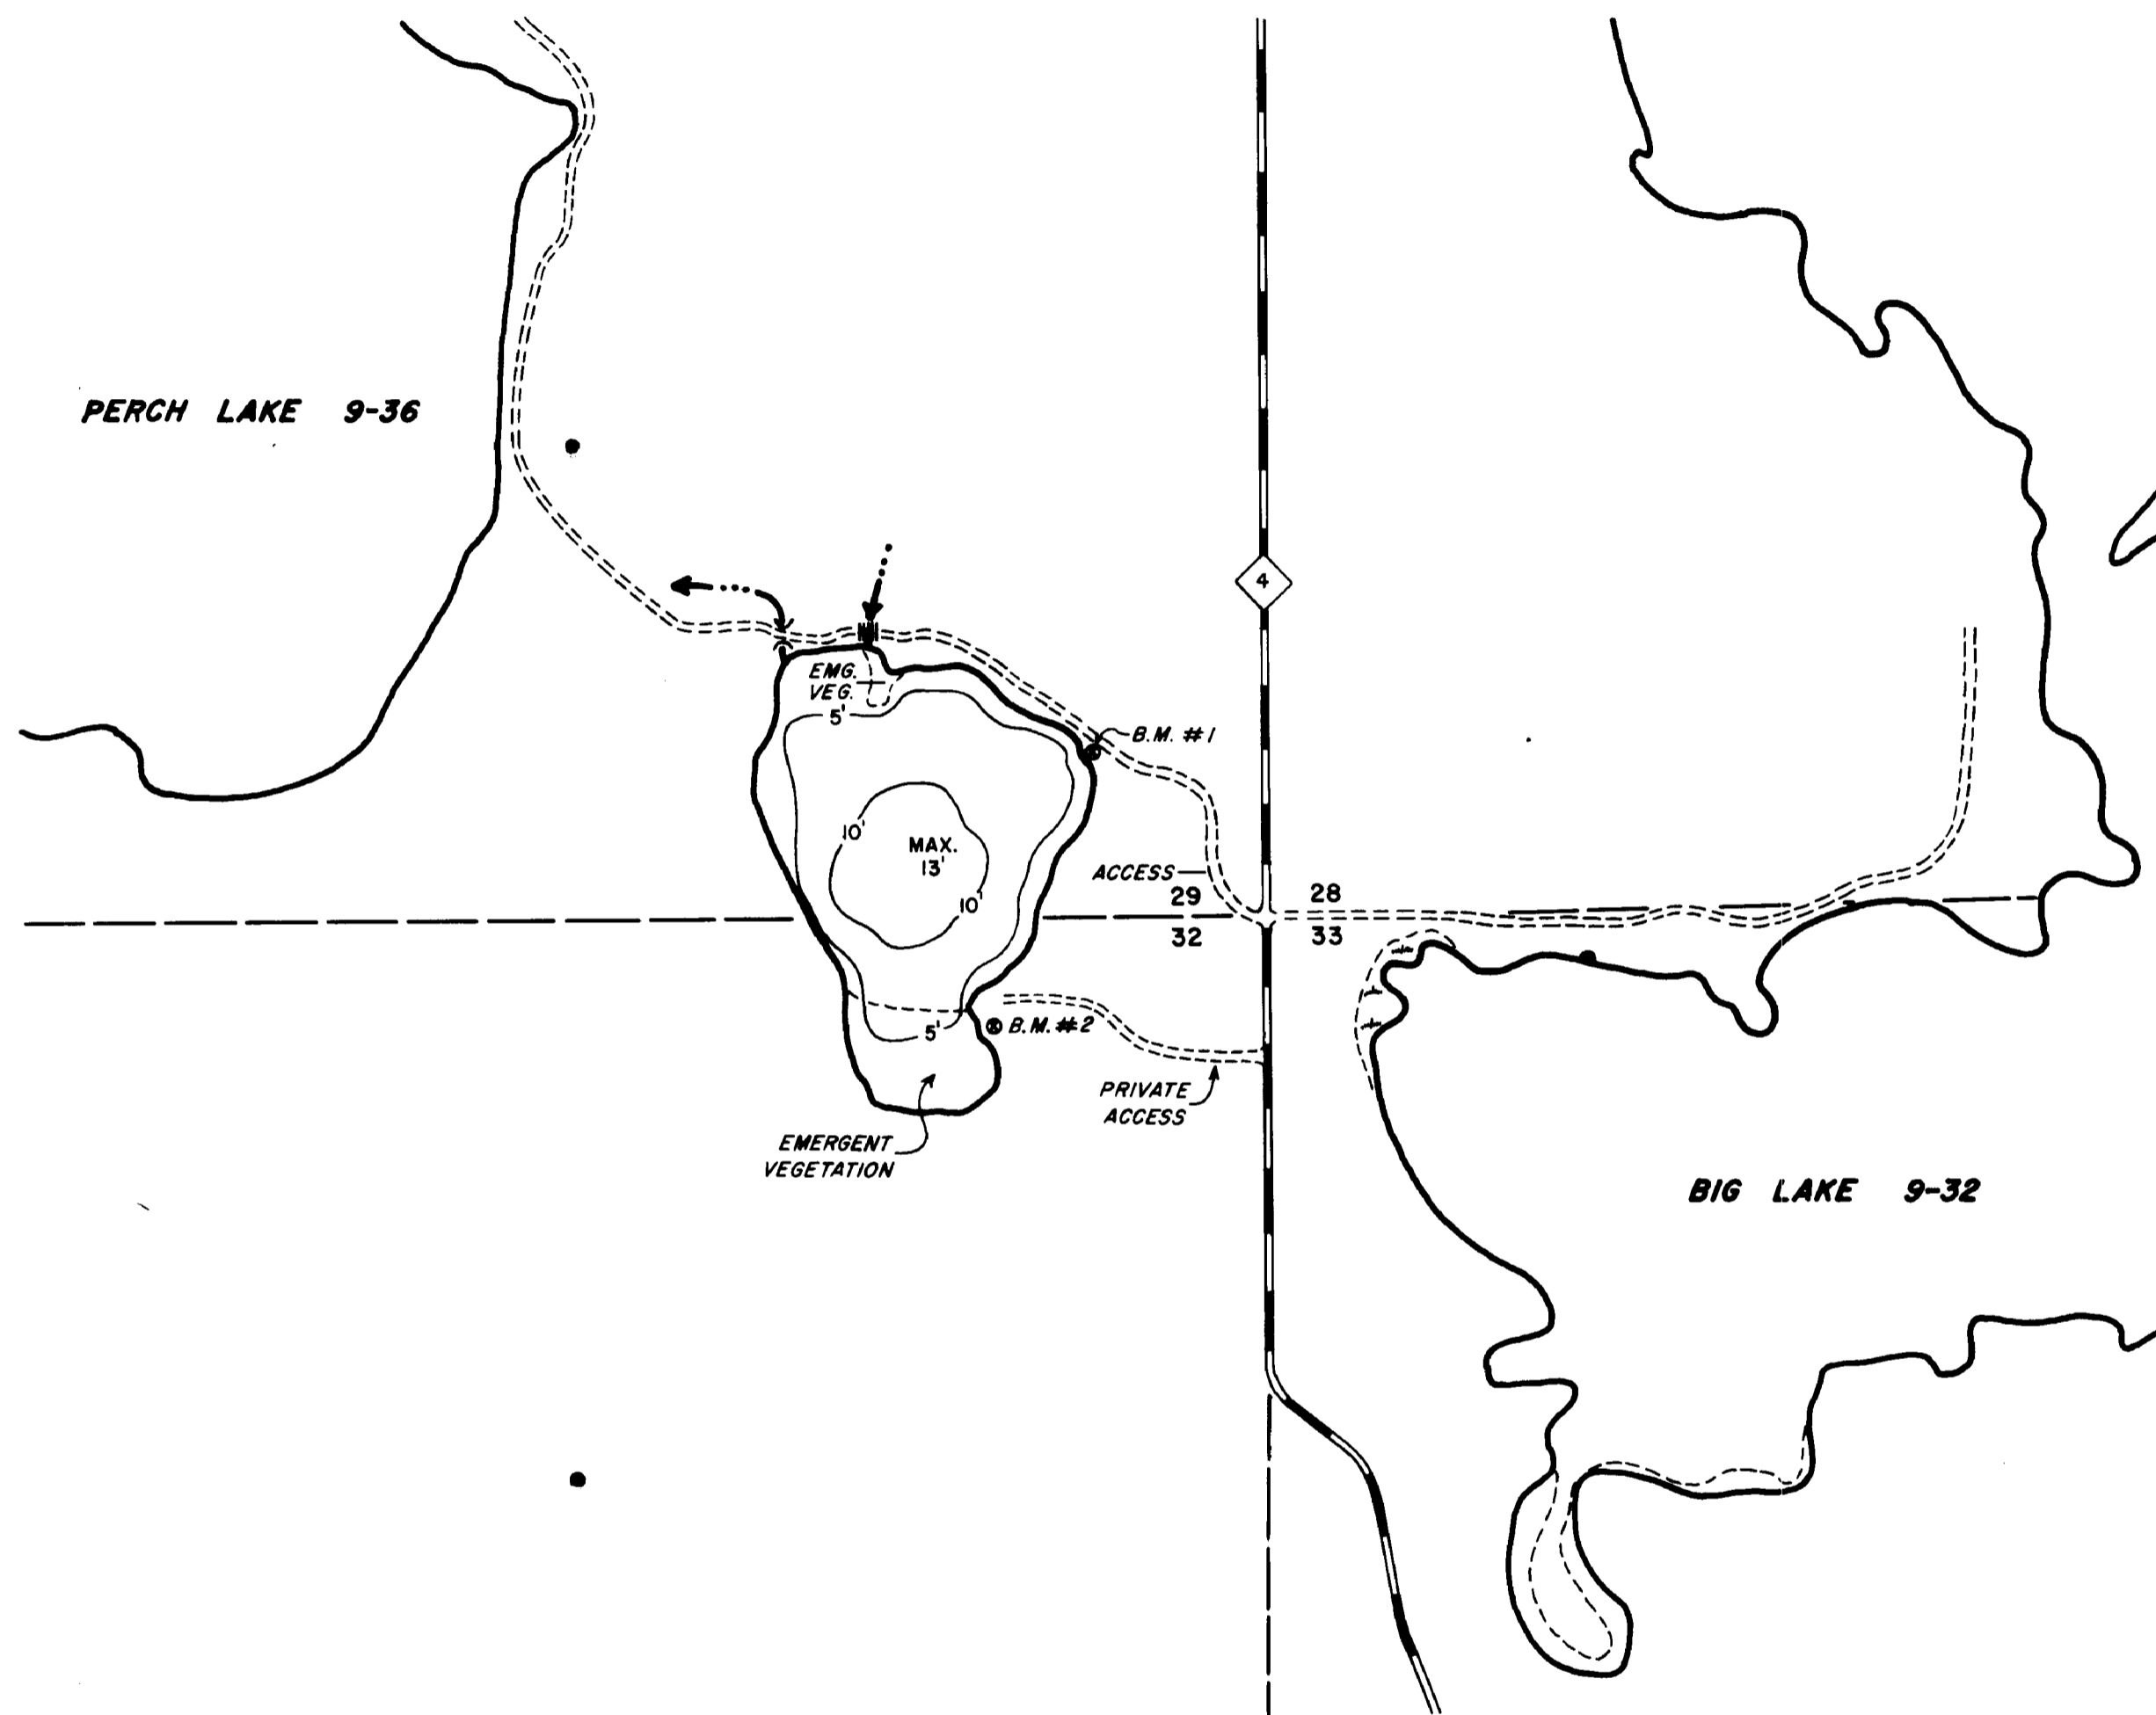 PERCH LAKE 9-36
4
EMG.
VEG.
5'
B.M. #1
10'
MAX.
13'
10'
ACCESS
29
28
32
33
5'
B.M. #2
PRIVATE
ACCESS
EMERGENT
VEGETATION
BIG LAKE 9-32